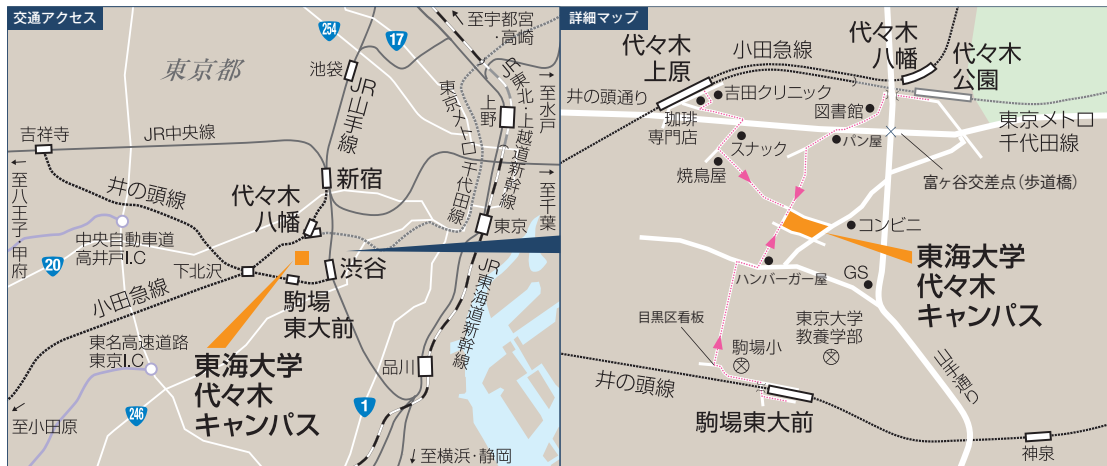 交通アクセス
至宇都宮
・高崎
254
17
東京都
池袋
JR山手線
上野
JR東北・上越道新幹線
至水戸
東京メトロ
千代田線
吉祥寺
JR中央線
至八王子・甲府
井の頭線
新宿
代々木
八幡
至千葉
東京
中央自動車道
高井戸I.C
20
下北沢
渋谷
小田急線
駒場
東大前
JR東海道新幹線
東名高速道路
東京I.C
東海大学
代々木
キャンパス
品川
246
1
至小田原
至横浜・静岡
詳細マップ
代々木
上原
小田急線
代々木
八幡
代々木
公園
井の頭通り
吉田クリニック
図書館
珈琲
専門店
スナック
パン屋
東京メトロ
千代田線
焼鳥屋
富ヶ谷交差点(歩道橋)
コンビニ
東海大学
代々木
キャンパス
ハンバーガー屋
GS
目黒区看板
東京大学
教養学部
駒場小
山手通り
井の頭線
駒場東大前
神泉